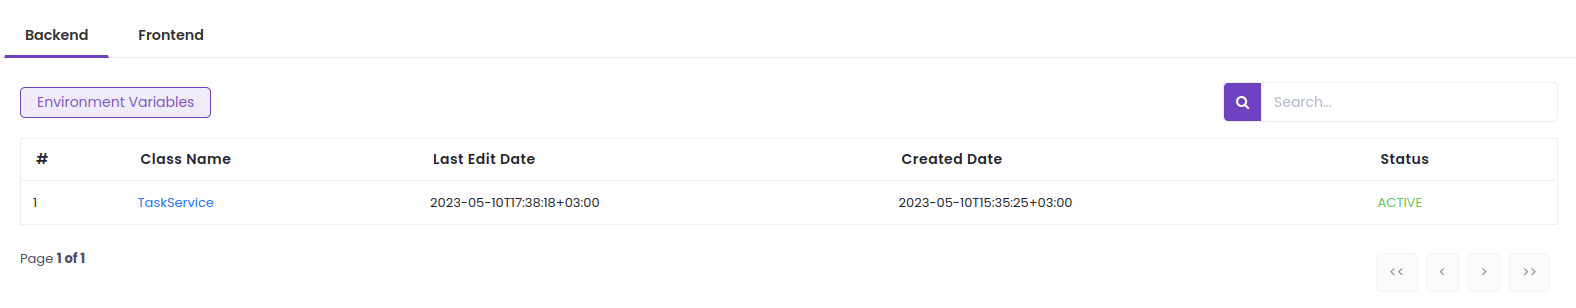 Backend Frontend
Environment Variables Search...
# Class Name Last Edit Date Created Date Status
1 TaskService 2023-05-10T17:38:18+03:00 2023-05-10T15:35:25+03:00 ACTIVE
Page 1 of 1 << < > >>